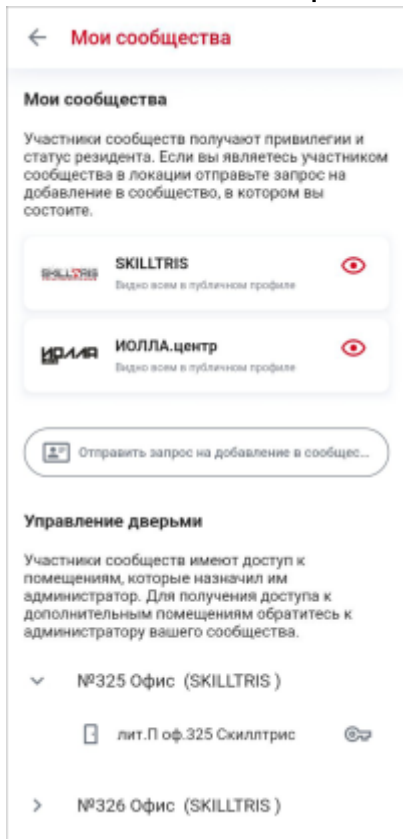 Мои сообщества
Мои сообщества
Участники сообществ получают привилегии и
статус резидента. Если вы являетесь участником
сообщества в локации отправьте запрос на
добавление в сообщество, в котором вы
состоите.
SKILLTRIS
SKILLTRIS
Видно всем в публичном профиле
ИОЛЛА
ИОЛЛА.центр
Видно всем в публичном профиле
Отправить запрос на добавление в сообщес...
Управление дверьми
Участники сообществ имеют доступ к
помещениям, которые назначил им
администратор. Для получения доступа к
дополнительным помещениям обратитесь к
администратору вашего сообщества.
№325 Офис (SKILLTRIS )
лит.П оф.325 Скиллтрис
№326 Офис (SKILLTRIS )